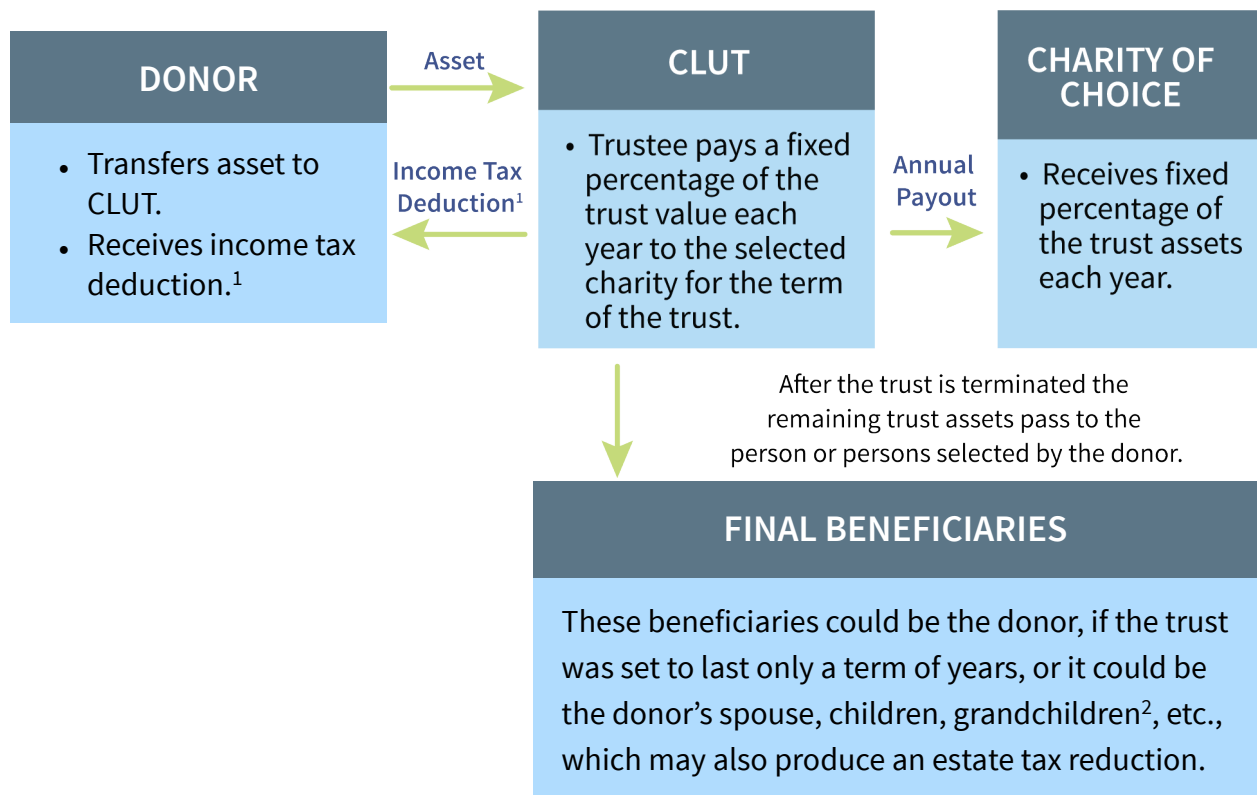 DONOR
• Transfers asset to
CLUT.
• Receives income tax
deduction.¹
Asset
Income Tax
Deduction¹
CLUT
• Trustee pays a fixed
percentage of the
trust value each
year to the selected
charity for the term
of the trust.
Annual
Payout
CHARITY OF
CHOICE
• Receives fixed
percentage of
the trust assets
each year.
After the trust is terminated the
remaining trust assets pass to the
person or persons selected by the donor.
FINAL BENEFICIARIES
These beneficiaries could be the donor, if the trust
was set to last only a term of years, or it could be
the donor’s spouse, children, grandchildren², etc.,
which may also produce an estate tax reduction.